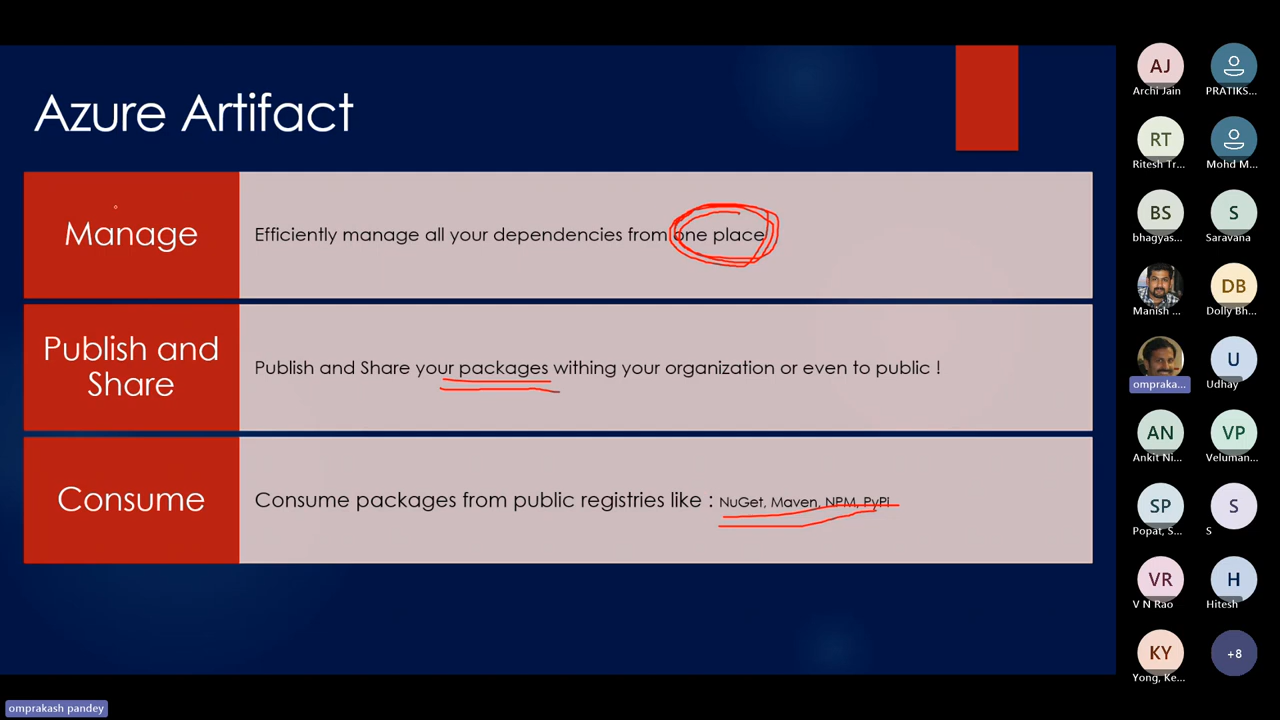 Azure Artifact
Manage
Efficiently manage all your dependencies from one place
Publish and
Share
Publish and Share your packages withing your organization or even to public !
Consume
Consume packages from public registries like : NuGet, Maven, NPM, PyPi
AJ
Archi Jain
PRATIKS...
RT
Ritesh Tr...
Mohd M...
BS
bhagyas...
S
Saravana
Manish ...
DB
Dolly Bh...
ompraka...
U
Udhay
AN
Ankit Ni...
VP
Veluman...
SP
Popat, S...
S
S
VR
V N Rao
H
Hitesh
KY
Yong, Ke...
+8
omprakash pandey